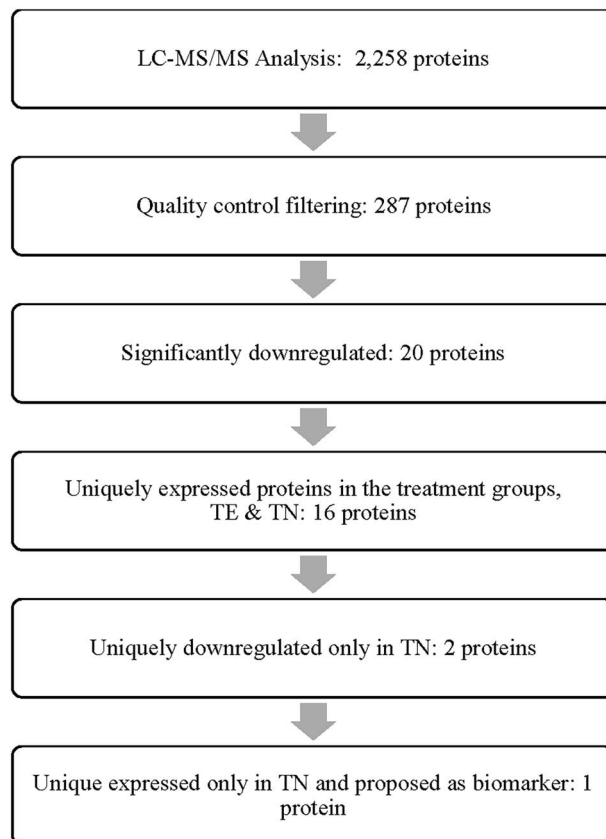 LC-MS/MS Analysis:  2,258 proteins
Quality control filtering: 287 proteins
Significantly downregulated: 20 proteins
Uniquely expressed proteins in the treatment groups,
TE & TN: 16 proteins
Uniquely downregulated only in TN: 2 proteins
Unique expressed only in TN and proposed as biomarker: 1
protein